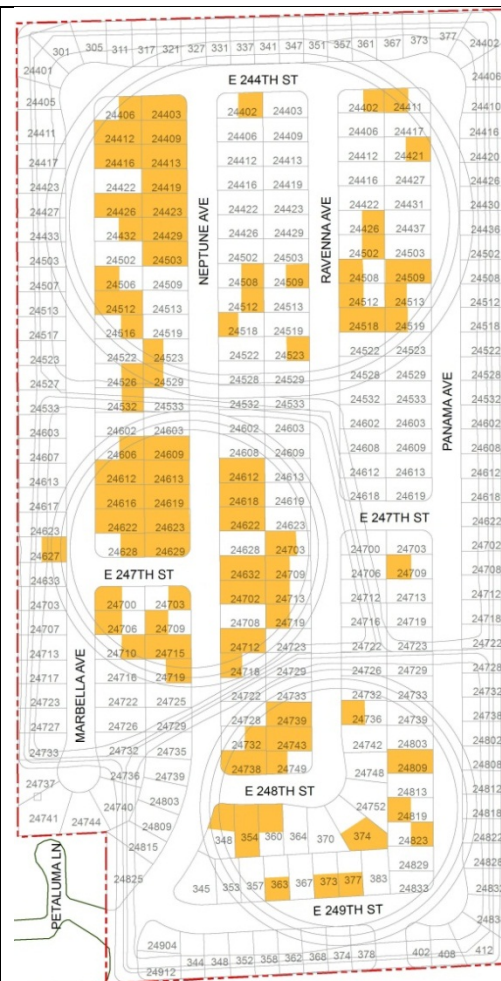 301 305 311 317 321 327 331 337 341 347 351 357 361 367 373 377 24402
24401 24406
E 244TH ST
24405 24406 24403 24402 24403 24402 24411 24410
24411 24412 24409 24406 24409 24406 24417 24416
24417 24416 24413 24412 24413 24412 24421 24420
24423 24422 24419 24416 24419 24416 24427 24426
24427 24426 24423 24422 24423 24422 24431 24430
24433 24432 24429 24426 24429 24426 24437
24503 24502 24503 24502 24503 24502 24503 24502
24507 24506 24509 24508 24509 24508 24509 24508
24513 24512 24513 24512 24513 24512 24513 24512
24517 24516 24519 24518 24519 24518 24519 24518
24523 24522 24523 24522 24523 24522 24523 24522
24527 24526 24529 24528 24529 24528 24529 24528
24533 24532 24533 24532 24533 24532 24533 24532
24603 24602 24603 24602 24603 24602 24603 24602
24607 24606 24609 24608 24609 24608 24609 24608
24613 24612 24613 24612 24613 24612 24613 24612
24617 24616 24619 24618 24619 24618 24619 24618
24623 24622 24623 24622 24623 E 247TH ST 24622
24627 24628 24629 24628 24703 24700 24703 24702
24633 E 247TH ST 24632 24709 24706 24709 24708
24703 24700 24703 24702 24713 24712 24713 24712
24707 24706 24709 24708 24719 24716 24719 24718
24713 24710 24715 24712 24723 24722 24723 24722
24717 24716 24719 24718 24729 24726 24729 24728
24723 24722 24725 24722 24733 24732 24733 24732
24727 24726 24729 24728 24739 24736 24739 24738
24733 24732 24735 24732 24743 24742 24803 24802
24737 24736 24739 24738 24749 24748 24809 24808
24741 24744 24740 24803 E 248TH ST 24752 24813 24812
24809 24819 24818
24815 348 354 360 364 370 374 24823 24822
24825 24829 24828
345 353 357 363 367 373 377 383 24833
E 249TH ST
24904
24912 344 348 352 358 362 368 374 378 402 408 412
NEPTUNE AVE
RAVENNA AVE
PANAMA AVE
MARBELLA AVE
PETALUMA LN